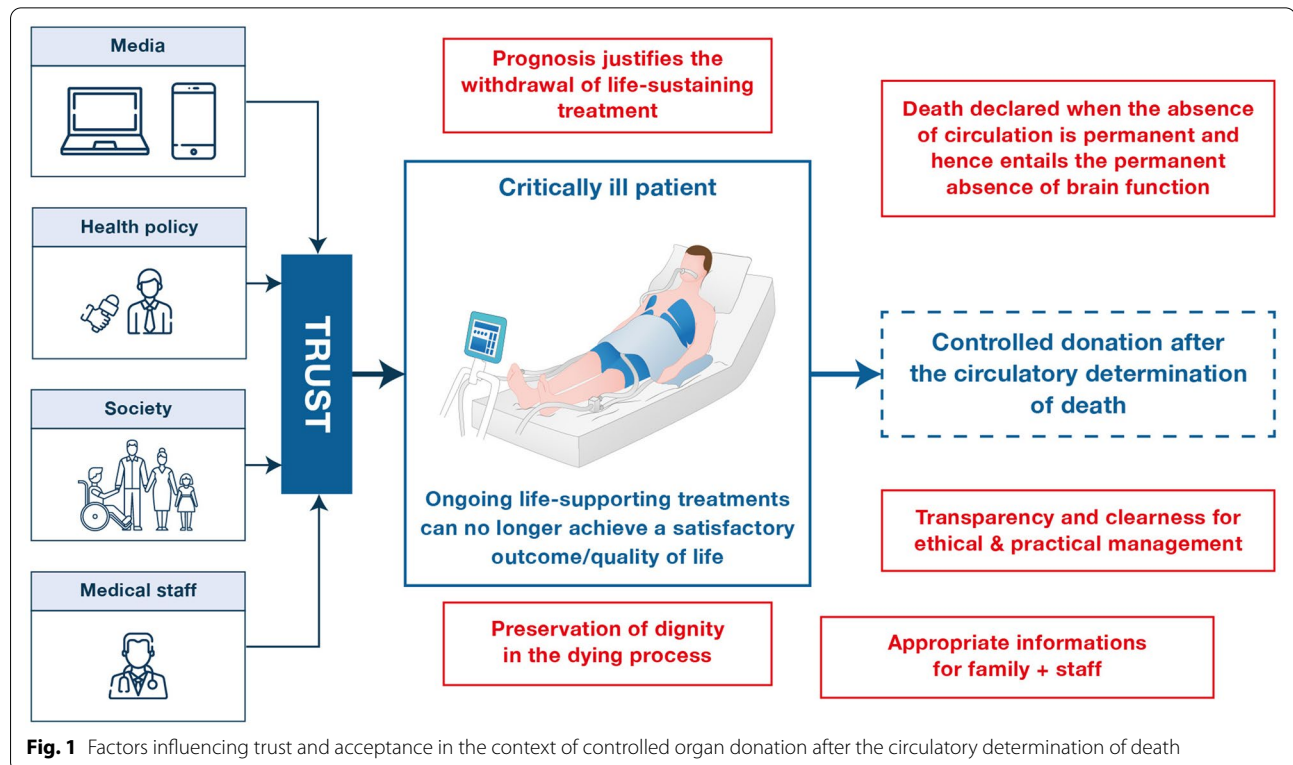 Media
Health policy
Society
Medical staff
TRUST
Prognosis justifies the
withdrawal of life-sustaining
treatment
Critically ill patient
Ongoing life-supporting treatments
can no longer achieve a satisfactory
outcome/quality of life
Preservation of dignity
in the dying process
Death declared when the absence
of circulation is permanent and
hence entails the permanent
absence of brain function
Controlled donation after
the circulatory determination
of death
Transparency and clearness for
ethical & practical management
Appropriate informations
for family + staff
Fig. 1 Factors influencing trust and acceptance in the context of controlled organ donation after the circulatory determination of death